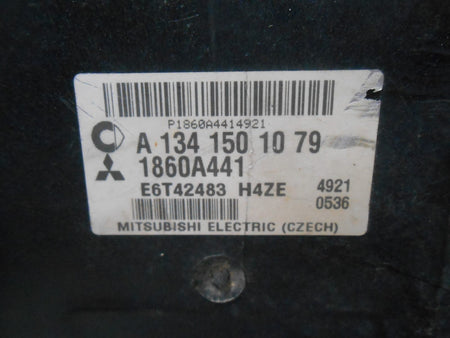 P1860A4414921
A 134 150 10 79
1860A441
E6T42483 H4ZE 4921
0536
MITSUBISHI ELECTRIC (CZECH)